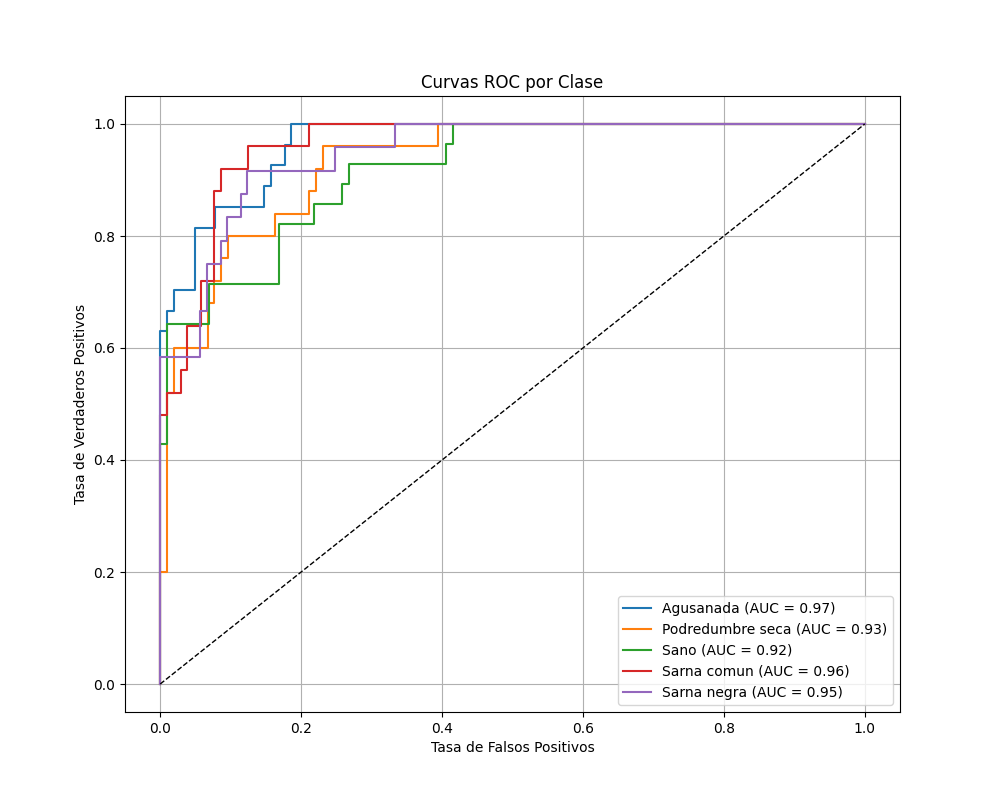 Curvas ROC por Clase
Tasa de Verdaderos Positivos
1.0
0.8
0.6
0.4
0.2
0.0
0.0 0.2 0.4 0.6 0.8 1.0
Tasa de Falsos Positivos
Agusanada (AUC = 0.97)
Podredumbre seca (AUC = 0.93)
Sano (AUC = 0.92)
Sarna comun (AUC = 0.96)
Sarna negra (AUC = 0.95)